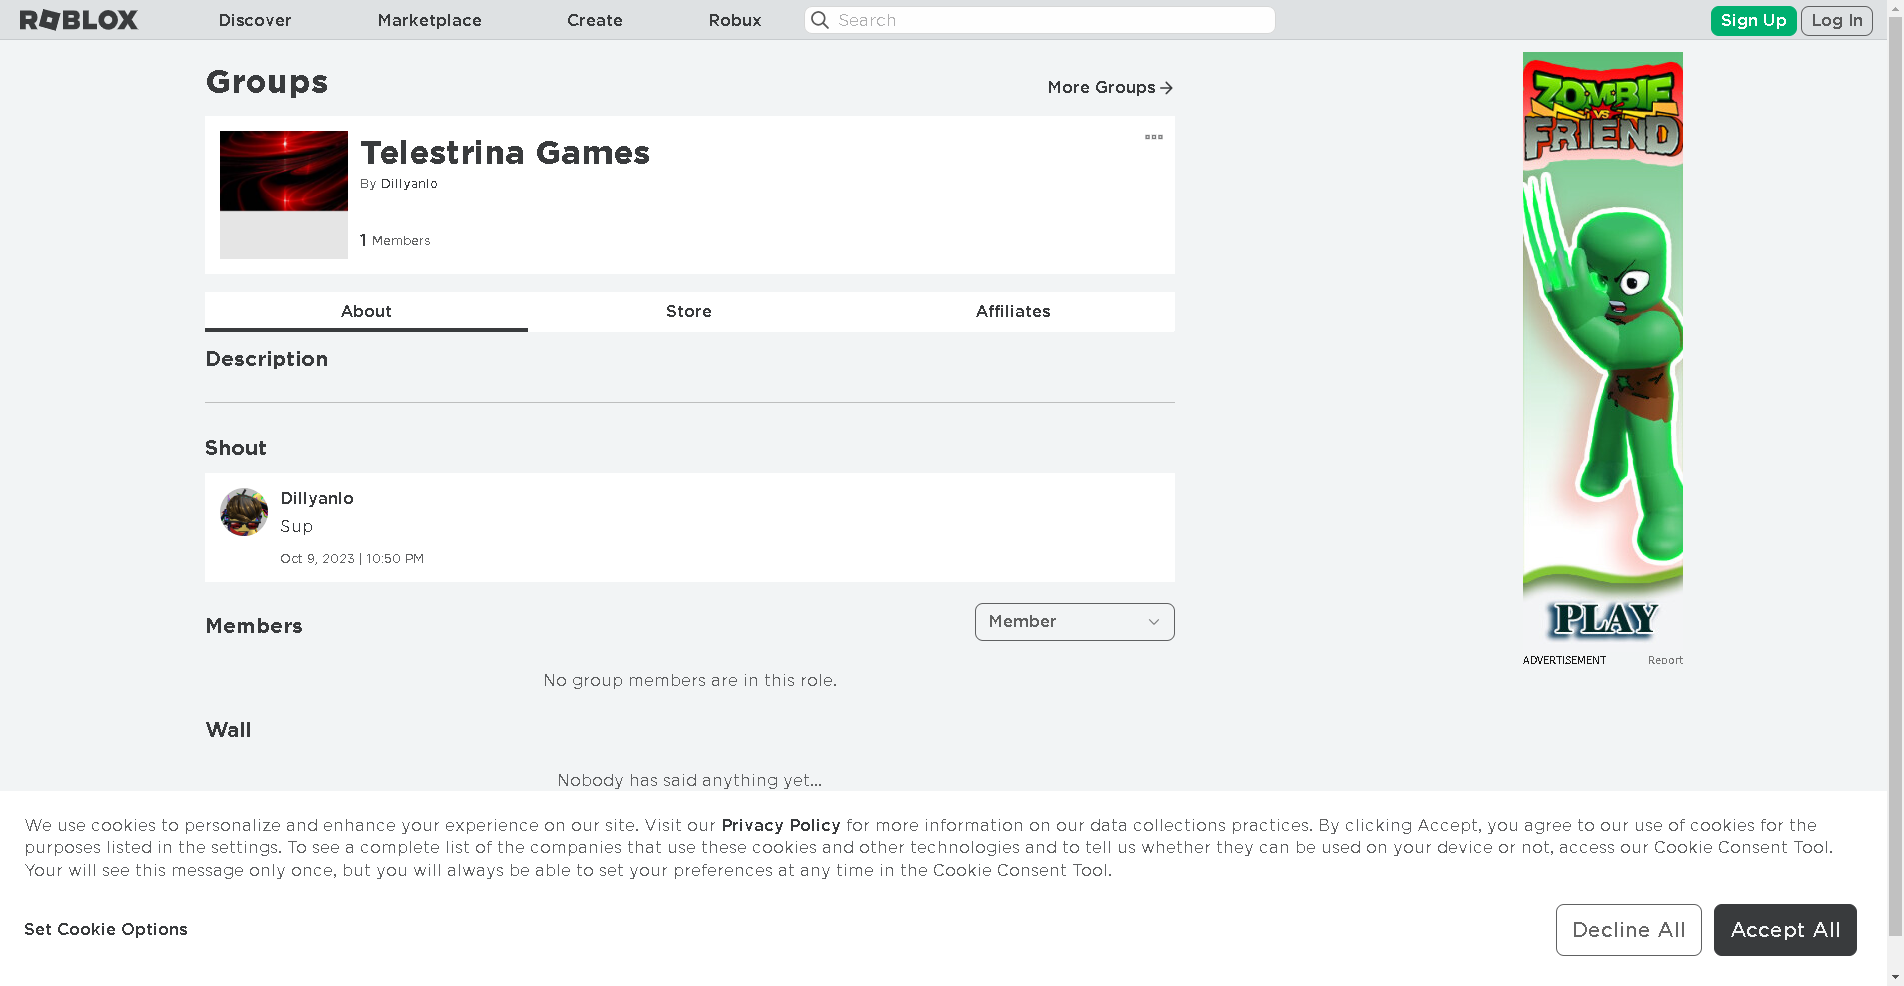 ROBLOX
Discover
Marketplace
Create
Robux
Search
Sign Up
Log In
Groups
More Groups
Telestrina Games
By Dillyanlo
1 Members
About
Store
Affiliates
Description
Shout
Dillyanlo
Sup
Oct 9, 2023 | 10:50 PM
Members
Member
No group members are in this role.
Wall
Nobody has said anything yet...
ZOMBIE
VS
FRIEND
PLAY
ADVERTISEMENT
Report
We use cookies to personalize and enhance your experience on our site. Visit our Privacy Policy for more information on our data collections practices. By clicking Accept, you agree to our use of cookies for the
purposes listed in the settings. To see a complete list of the companies that use these cookies and other technologies and to tell us whether they can be used on your device or not, access our Cookie Consent Tool.
Your will see this message only once, but you will always be able to set your preferences at any time in the Cookie Consent Tool.
Set Cookie Options
Decline All
Accept All